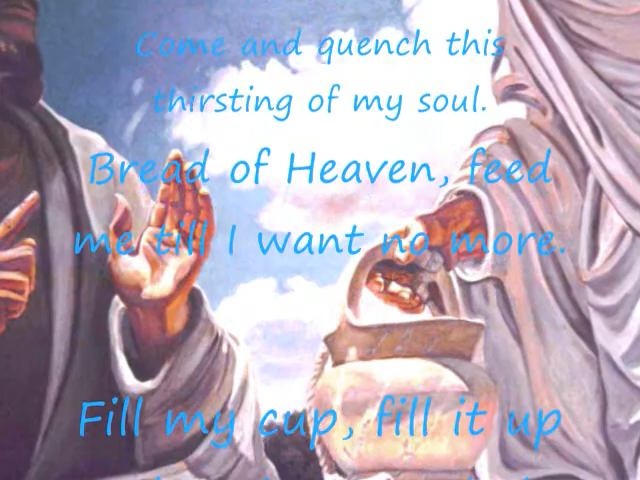 Come and quench this
thirsting of my soul.
Bread of Heaven, feed
me till I want no more.
Fill my cup, fill it up